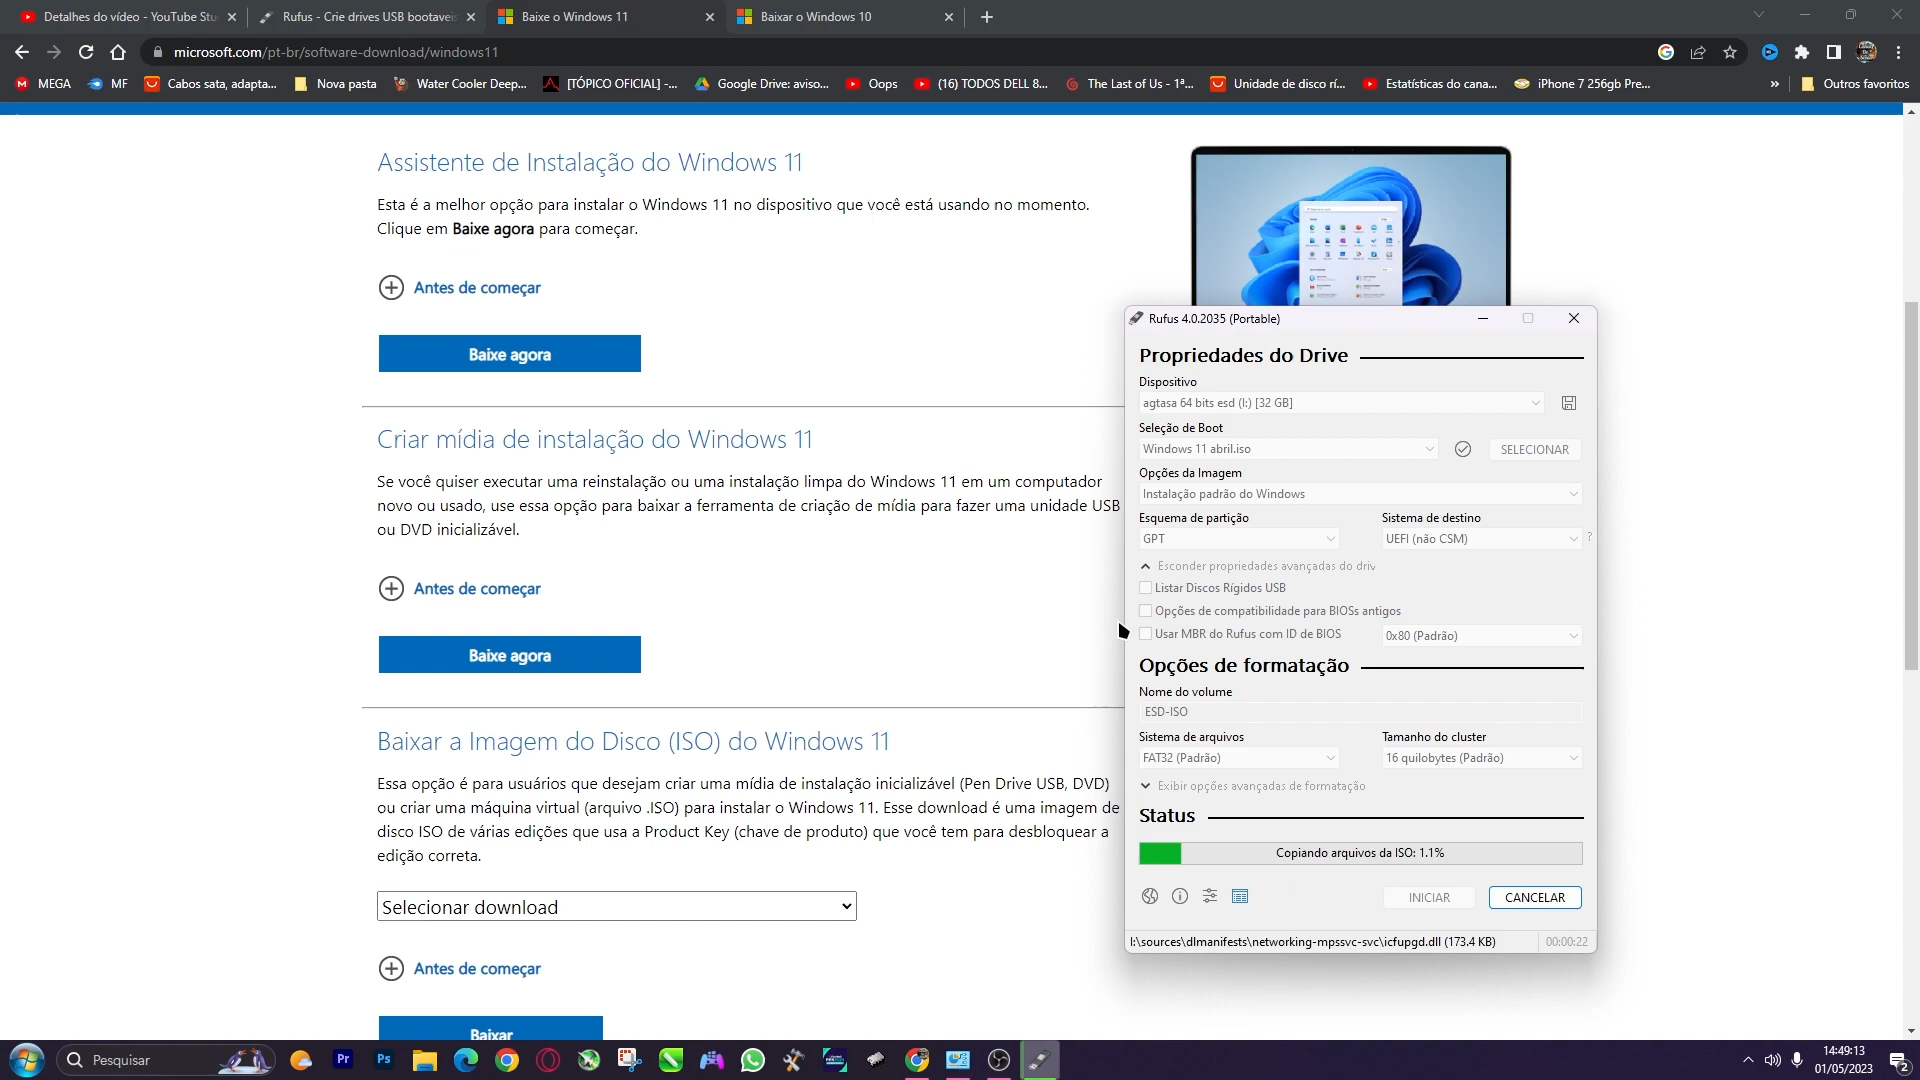 Detalhes do vídeo - YouTube Stu
Rufus - Crie drives USB bootaveis
Baixe o Windows 11
Baixar o Windows 10
microsoft.com/pt-br/software-download/windows11
MEGA
MF
Cabos sata, adapta...
Nova pasta
Water Cooler Deep...
[TÓPICO OFICIAL] -...
Google Drive: aviso...
Oops
(16) TODOS DELL 8...
The Last of Us - 1ª...
Unidade de disco rí...
Estatísticas do cana...
iPhone 7 256gb Pre...
»
Outros favoritos
Assistente de Instalação do Windows 11
Esta é a melhor opção para instalar o Windows 11 no dispositivo que você está usando no momento.
Clique em Baixe agora para começar.
Antes de começar
Baixe agora
Criar mídia de instalação do Windows 11
Se você quiser executar uma reinstalação ou uma instalação limpa do Windows 11 em um computador
novo ou usado, use essa opção para baixar a ferramenta de criação de mídia para fazer uma unidade USB
ou DVD inicializável.
Antes de começar
Baixe agora
Baixar a Imagem do Disco (ISO) do Windows 11
Essa opção é para usuários que desejam criar uma mídia de instalação inicializável (Pen Drive USB, DVD)
ou criar uma máquina virtual (arquivo .ISO) para instalar o Windows 11. Esse download é uma imagem de
disco ISO de várias edições que usa a Product Key (chave de produto) que você tem para desbloquear a
edição correta.
Selecionar download
Antes de começar
Baixar
Rufus 4.0.2035 (Portable)
Propriedades do Drive
Dispositivo
agtasa 64 bits esd (I:) [32 GB]
Seleção de Boot
Windows 11 abril.iso
SELECIONAR
Opções da Imagem
Instalação padrão do Windows
Esquema de partição
Sistema de destino
GPT
UEFI (não CSM)
?
Esconder propriedades avançadas do driv
Listar Discos Rígidos USB
Opções de compatibilidade para BIOSs antigos
Usar MBR do Rufus com ID de BIOS
0x80 (Padrão)
Opções de formatação
Nome do volume
ESD-ISO
Sistema de arquivos
Tamanho do cluster
FAT32 (Padrão)
16 quilobytes (Padrão)
Exibir opções avançadas de formatação
Status
Copiando arquivos da ISO: 1.1%
INICIAR
CANCELAR
I:\sources\dlmanifests\networking-mpssvc-svc\icfupgd.dll (173.4 KB)
00:00:22
Pesquisar
Pr
Ps
14:49:13
01/05/2023
2